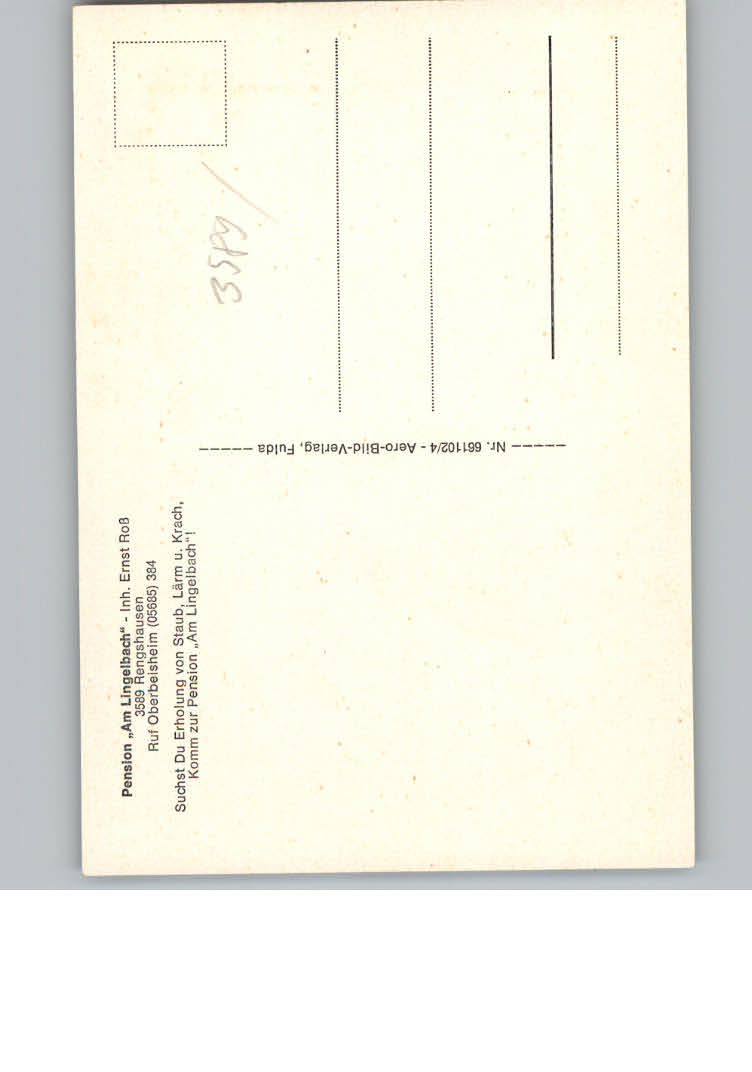 Pension „Am Lingelbach“ - Inh. Ernst Roß
3589 Rengshausen
Ruf Oberbeisheim (05685) 384
Suchst Du Erholung von Staub, Lärm u. Krach,
Komm zur Pension „Am Lingelbach“!
Nr. 661102/4 - Aero-Bild-Verlag, Fulda
3589